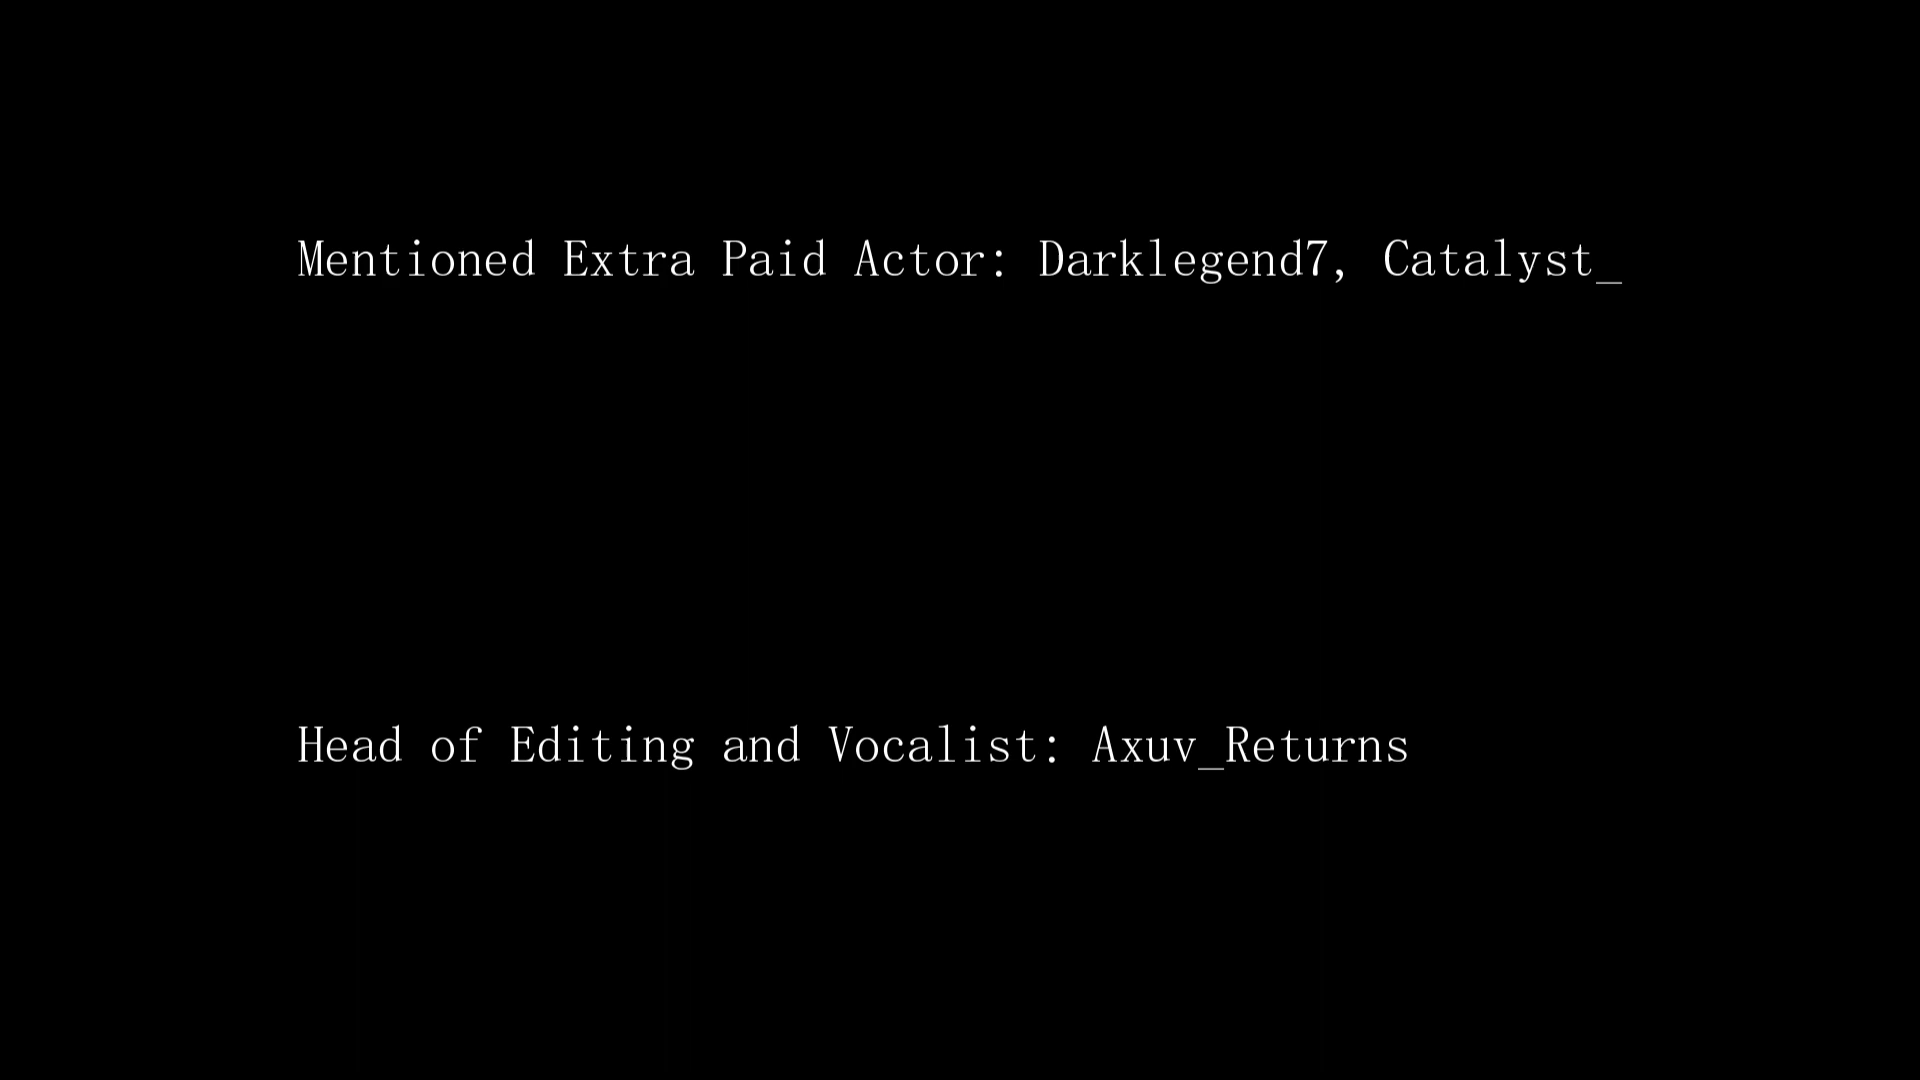 Mentioned Extra Paid Actor: Darklegend7, Catalyst_
Head of Editing and Vocalist: Axuv_Returns